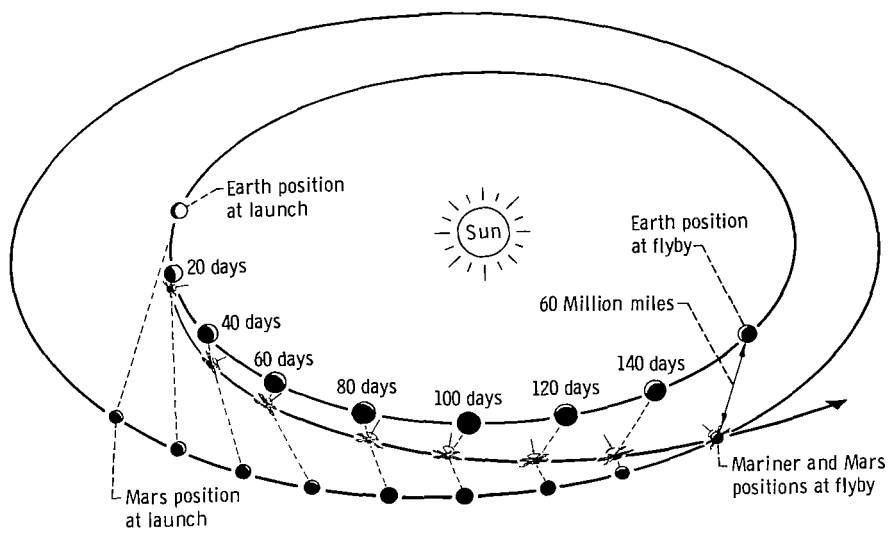 Earth position
at launch
Sun
Earth position
at flyby
20 days
60 Million miles
40 days
60 days
80 days
100 days
120 days
140 days
Mariner and Mars
positions at flyby
Mars position
at launch